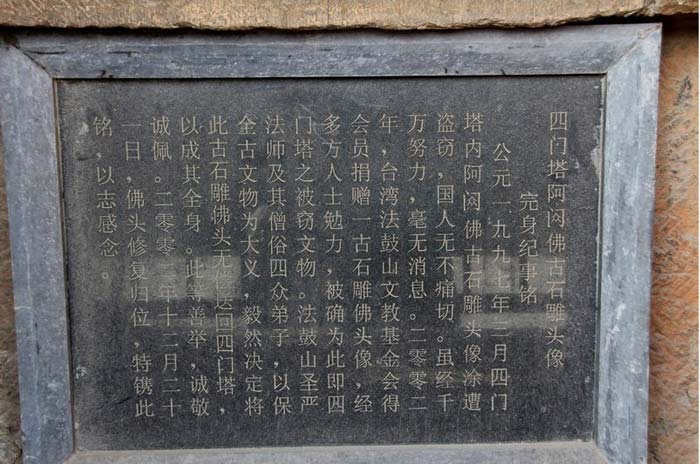 四门塔阿閦佛古石雕头像
完身纪事铭
公元一九九七年三月四门
塔内阿閦佛古石雕头像涂遭
盗窃，国人无不痛切。虽经千
万努力，毫无消息。二零零二
年，台湾法鼓山文教基金会得
会员捐赠一古石雕佛头像，经
多方人士勉力，被确为此即四
门塔之被窃文物。法鼓山圣严
法师及其僧俗四众弟子，以保
全古文物为大义，毅然决定将
此古石雕佛头无偿送回四门塔，
以成其全身。此等善举，诚敬
诚佩。二零零二年十二月二十
一日，佛头修复归位，特镌此
铭，以志感念。